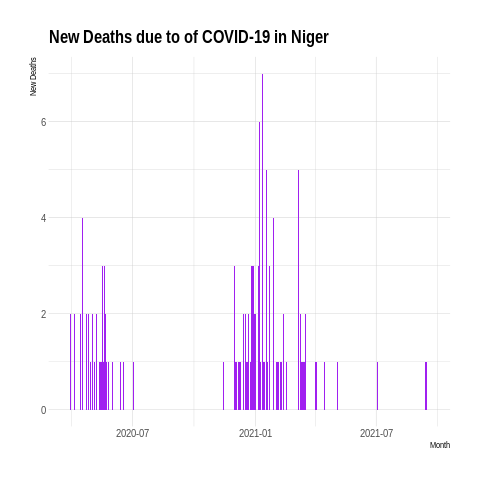 New Deaths due to of COVID-19 in Niger
New Deaths
6
4
2
0
2020-07
2021-01
2021-07
Month